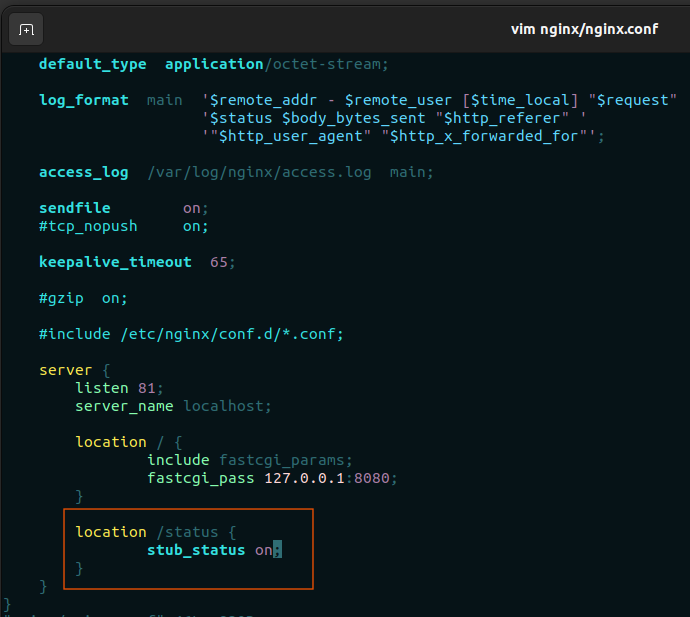 vim nginx/nginx.conf
default_type  application/octet-stream;
log_format  main  '$remote_addr - $remote_user [$time_local] "$request"
'$status $body_bytes_sent "$http_referer" '
'"$http_user_agent" "$http_x_forwarded_for"';
access_log  /var/log/nginx/access.log  main;
sendfile        on;
#tcp_nopush     on;
keepalive_timeout  65;
#gzip  on;
#include /etc/nginx/conf.d/*.conf;
server {
listen 81;
server_name localhost;
location / {
include fastcgi_params;
fastcgi_pass 127.0.0.1:8080;
}
location /status {
stub_status on;
}
}
}